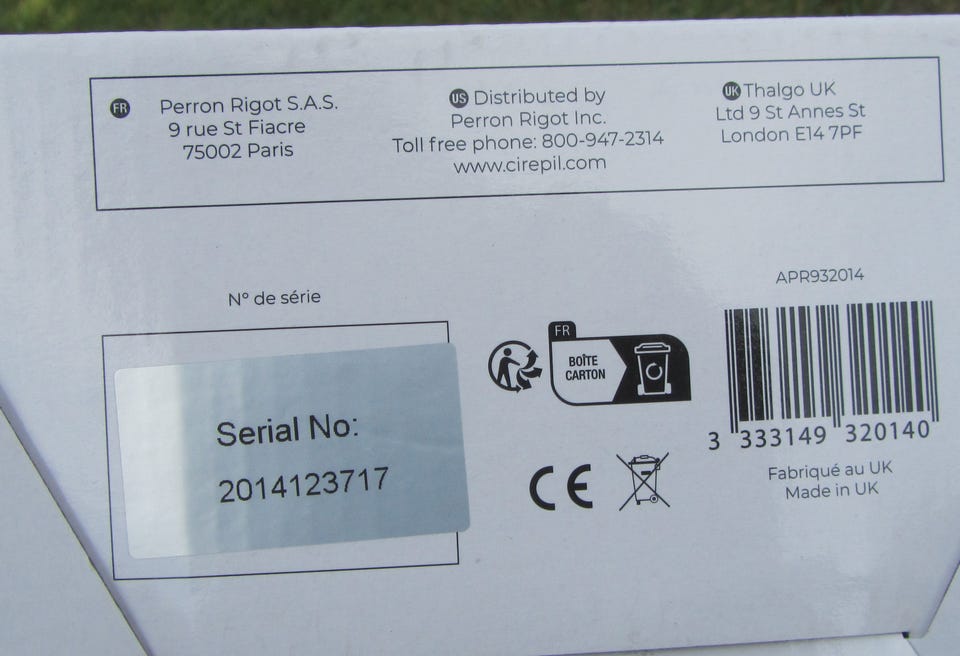 FR Perron Rigot S.A.S.
9 rue St Fiacre
75002 Paris
US Distributed by
Perron Rigot Inc.
Toll free phone: 800-947-2314
www.cirepil.com
UK Thalgo UK
Ltd 9 St Annes St
London E14 7PF
N° de série
Serial No:
2014123717
FR
BOÎTE
CARTON
CE
APR932014
3 333149 320140
Fabriqué au UK
Made in UK